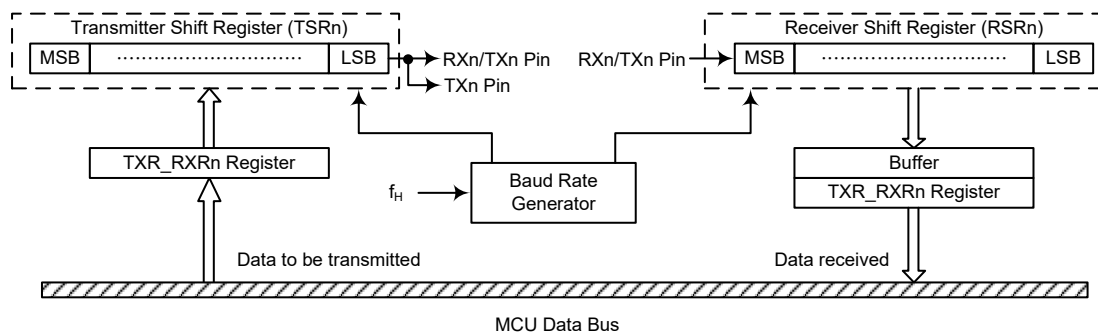 Transmitter Shift Register (TSRn)
MSB ................................ LSB
RXn/TXn Pin
TXn Pin
TXR_RXRn Register
Data to be transmitted
fH
Baud Rate
Generator
Receiver Shift Register (RSRn)
RXn/TXn Pin
MSB ................................ LSB
Buffer
TXR_RXRn Register
Data received
MCU Data Bus